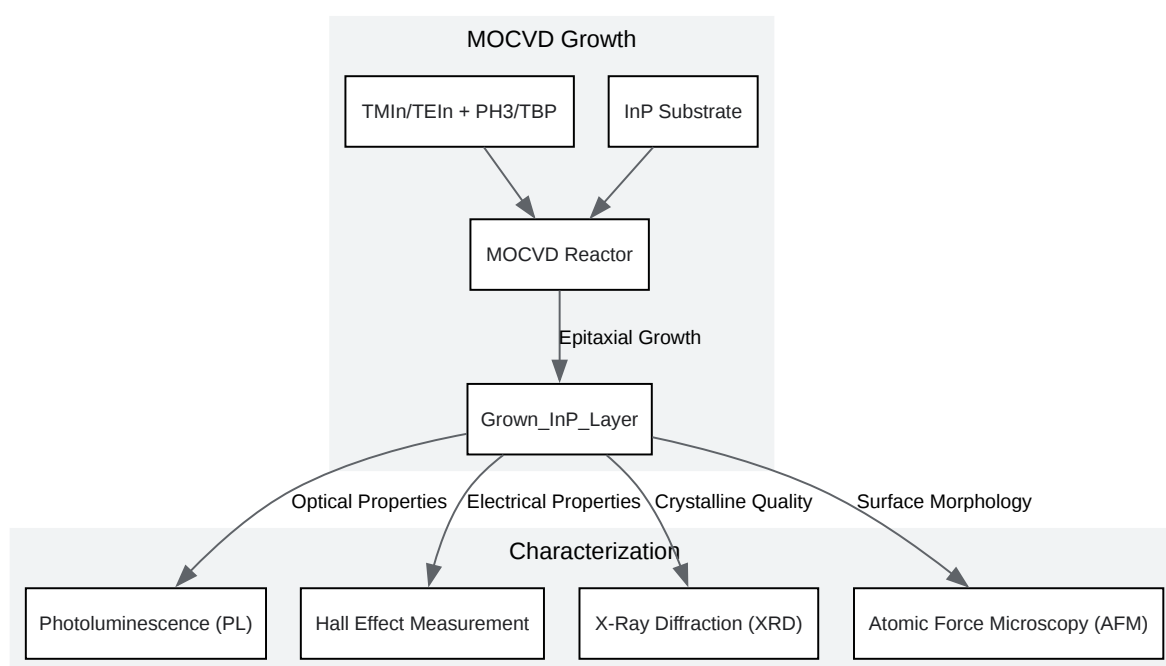 MOCVD Growth
TMIn/TEIn + PH3/TBP
InP Substrate
MOCVD Reactor
Epitaxial Growth
Grown_InP_Layer
Optical Properties
Electrical Properties
Crystalline Quality
Surface Morphology
Characterization
Photoluminescence (PL)
Hall Effect Measurement
X-Ray Diffraction (XRD)
Atomic Force Microscopy (AFM)